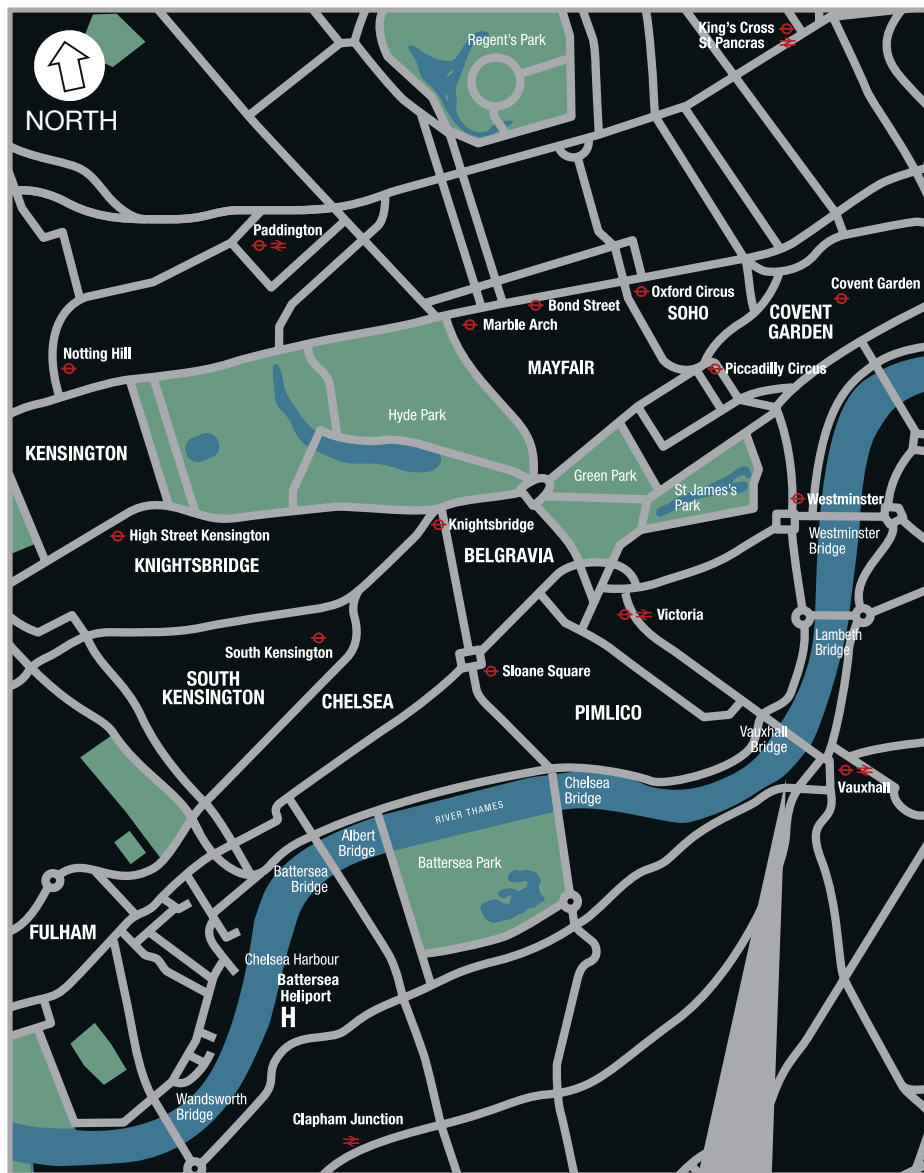 King's Cross
St Pancras
Regent's Park
NORTH
Paddington
Covent Garden
Oxford Circus
Bond Street
SOHO
COVENT
GARDEN
Marble Arch
Notting Hill
MAYFAIR
Piccadilly Circus
Hyde Park
KENSINGTON
Green Park
St James's
Park
Westminster
Knightsbridge
High Street Kensington
Westminster
Bridge
BELGRAVIA
KNIGHTSBRIDGE
Victoria
Lambeth
Bridge
South Kensington
Sloane Square
SOUTH
KENSINGTON
CHELSEA
PIMLICO
Vauxhall
Bridge
Chelsea
Bridge
Vauxhall
RIVER THAMES
Albert
Bridge
Battersea Park
Battersea
Bridge
FULHAM
Chelsea Harbour
Battersea
Heliport
H
Wandsworth
Bridge
Clapham Junction